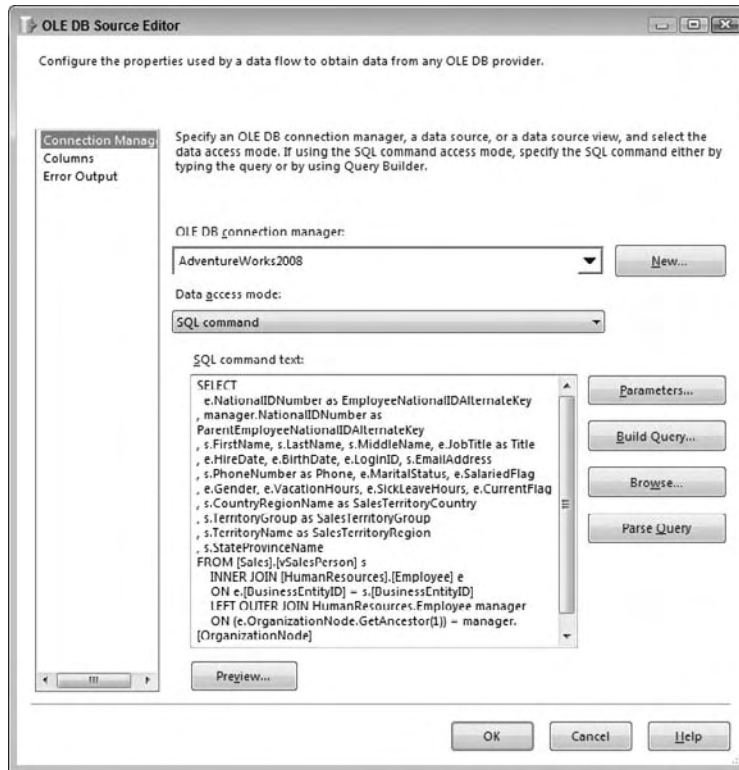 OLE DB Source Editor
Configure the properties used by a data flow to obtain data from any OLE DB provider.
Connection Manag
Columns
Error Output
Specify an OLE DB connection manager, a data source, or a data source view, and select the
data access mode. If using the SQL command access mode, specify the SQL command either by
typing the query or by using Query Builder.
OLE DB connection manager:
AdventureWorks2008
New...
Data access mode:
SQL command
SQL command text:
SELECT
e.NationalIDNumber as EmployeeNationalIDAlternateKey
, manager.NationalIDNumber as
ParentEmployeeNationalIDAlternateKey
, s.FirstName, s.LastName, s.MiddleName, e.JobTitle as Title
, e.HireDate, e.BirthDate, e.LoginID, s.EmailAddress
, s.PhoneNumber as Phone, e.MaritalStatus, e.SalariedFlag
, e.Gender, e.VacationHours, e.SickLeaveHours, e.CurrentFlag
, s.CountryRegionName as SalesTerritoryCountry
, s.TerritoryGroup as SalesTerritoryGroup
, s.TerritoryName as SalesTerritoryRegion
, s.StateProvinceName
FROM [Sales].[vSalesPerson] s
INNER JOIN [HumanResources].[Employee] e
ON e.[BusinessEntityID] = s.[BusinessEntityID]
LEFT OUTER JOIN HumanResources.Employee manager
ON (e.OrganizationNode.GetAncestor(1)) = manager.
[OrganizationNode]
Parameters...
Build Query...
Browse...
Parse Query
Preview...
OK
Cancel
Help